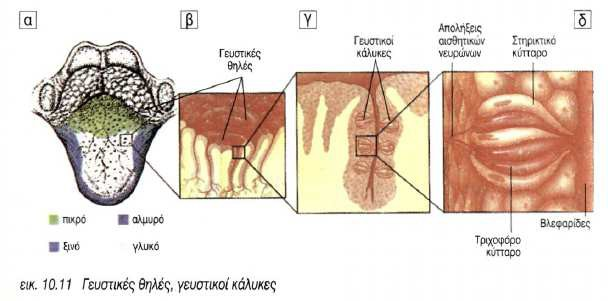 α
β
γ
δ
Γευστικές
θηλές
Γευστικοί
κάλυκες
Απολήξεις
αισθητικών
νευρώνων
Στηρικτικό
κύτταρο
Τριχοφόρο
κύτταρο
Βλεφαρίδες
πικρό
αλμυρό
ξινό
γλυκό
εικ. 10.11 Γευστικές θηλές, γευστικοί κάλυκες